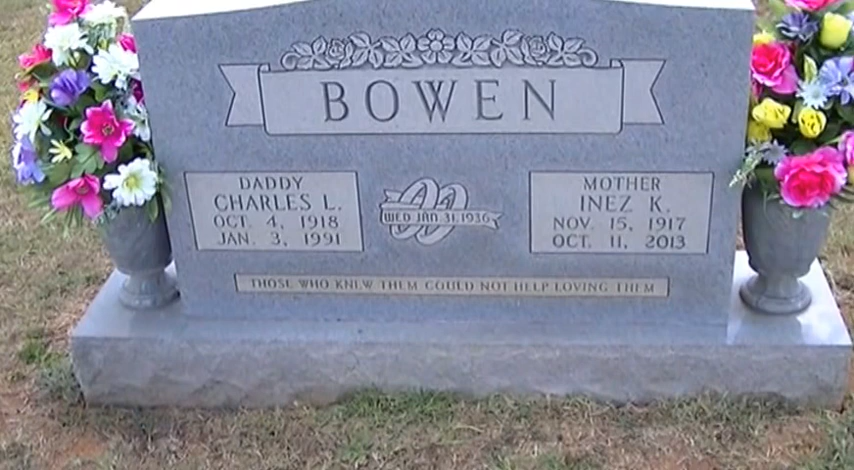 BOWEN
DADDY
CHARLES L.
OCT. 4, 1918
JAN. 3, 1991
WED. JAN. 31, 1936
MOTHER
INEZ K.
NOV. 15, 1917
OCT. 11, 2013
THOSE WHO KNEW THEM COULD NOT HELP LOVING THEM